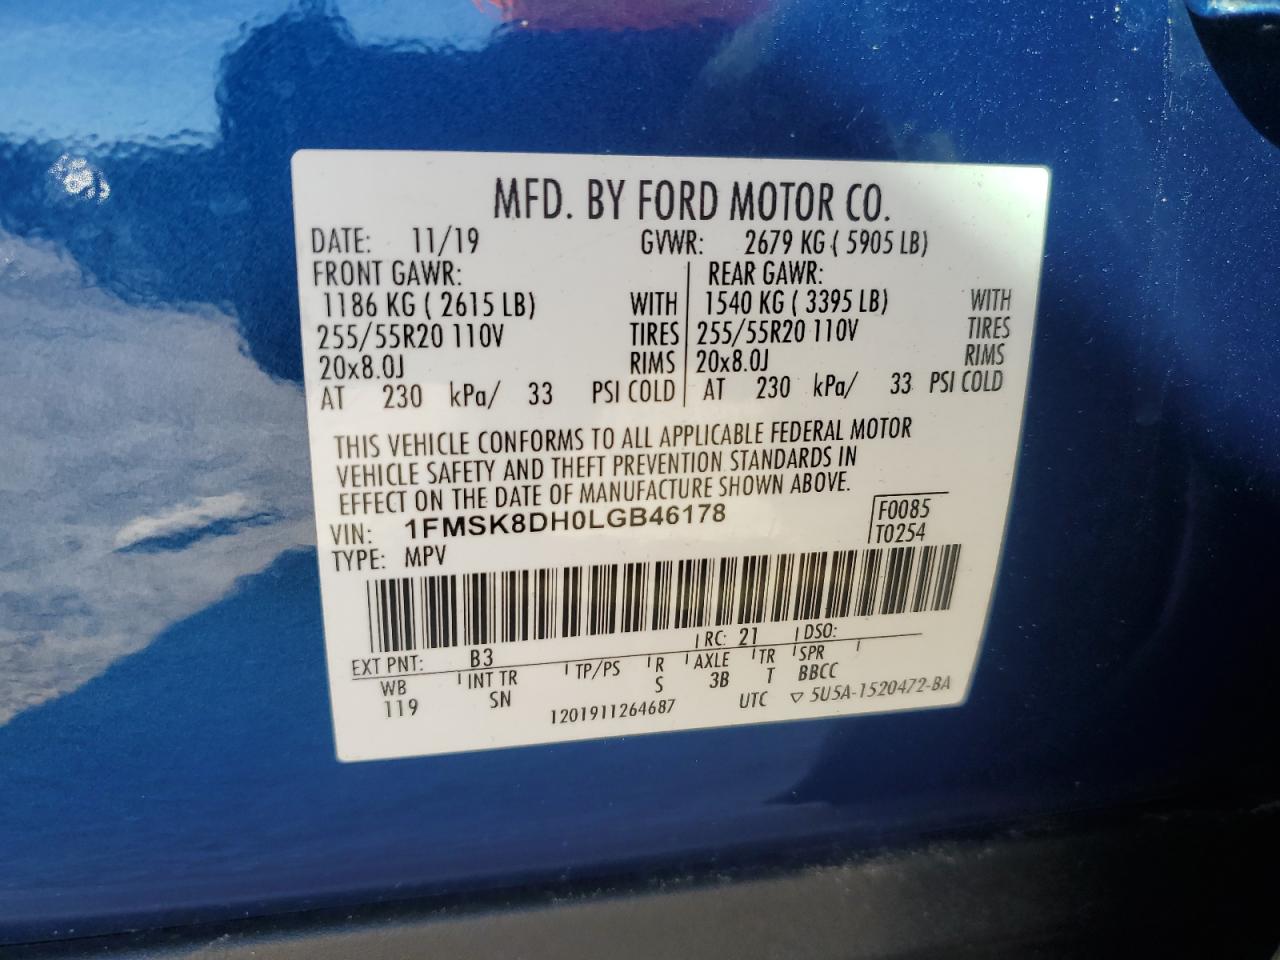 MFD. BY FORD MOTOR CO.
DATE: 11/19 GVWR: 2679 KG ( 5905 LB)
FRONT GAWR: REAR GAWR:
1186 KG ( 2615 LB) WITH 1540 KG ( 3395 LB) WITH
255/55R20 110V TIRES 255/55R20 110V TIRES
20x8.0J RIMS 20x8.0J RIMS
AT 230 kPa/ 33 PSI COLD AT 230 kPa/ 33 PSI COLD
THIS VEHICLE CONFORMS TO ALL APPLICABLE FEDERAL MOTOR
VEHICLE SAFETY AND THEFT PREVENTION STANDARDS IN
EFFECT ON THE DATE OF MANUFACTURE SHOWN ABOVE.
VIN: 1FMSK8DH0LGB46178 F0085
TYPE: MPV T0254
EXT PNT: B3 RC: 21 DSO:
WB INT TR TP/PS R AXLE TR SPR
119 SN S 3B T BBCC
1201911264687 UTC ▽ 5U5A-1520472-BA